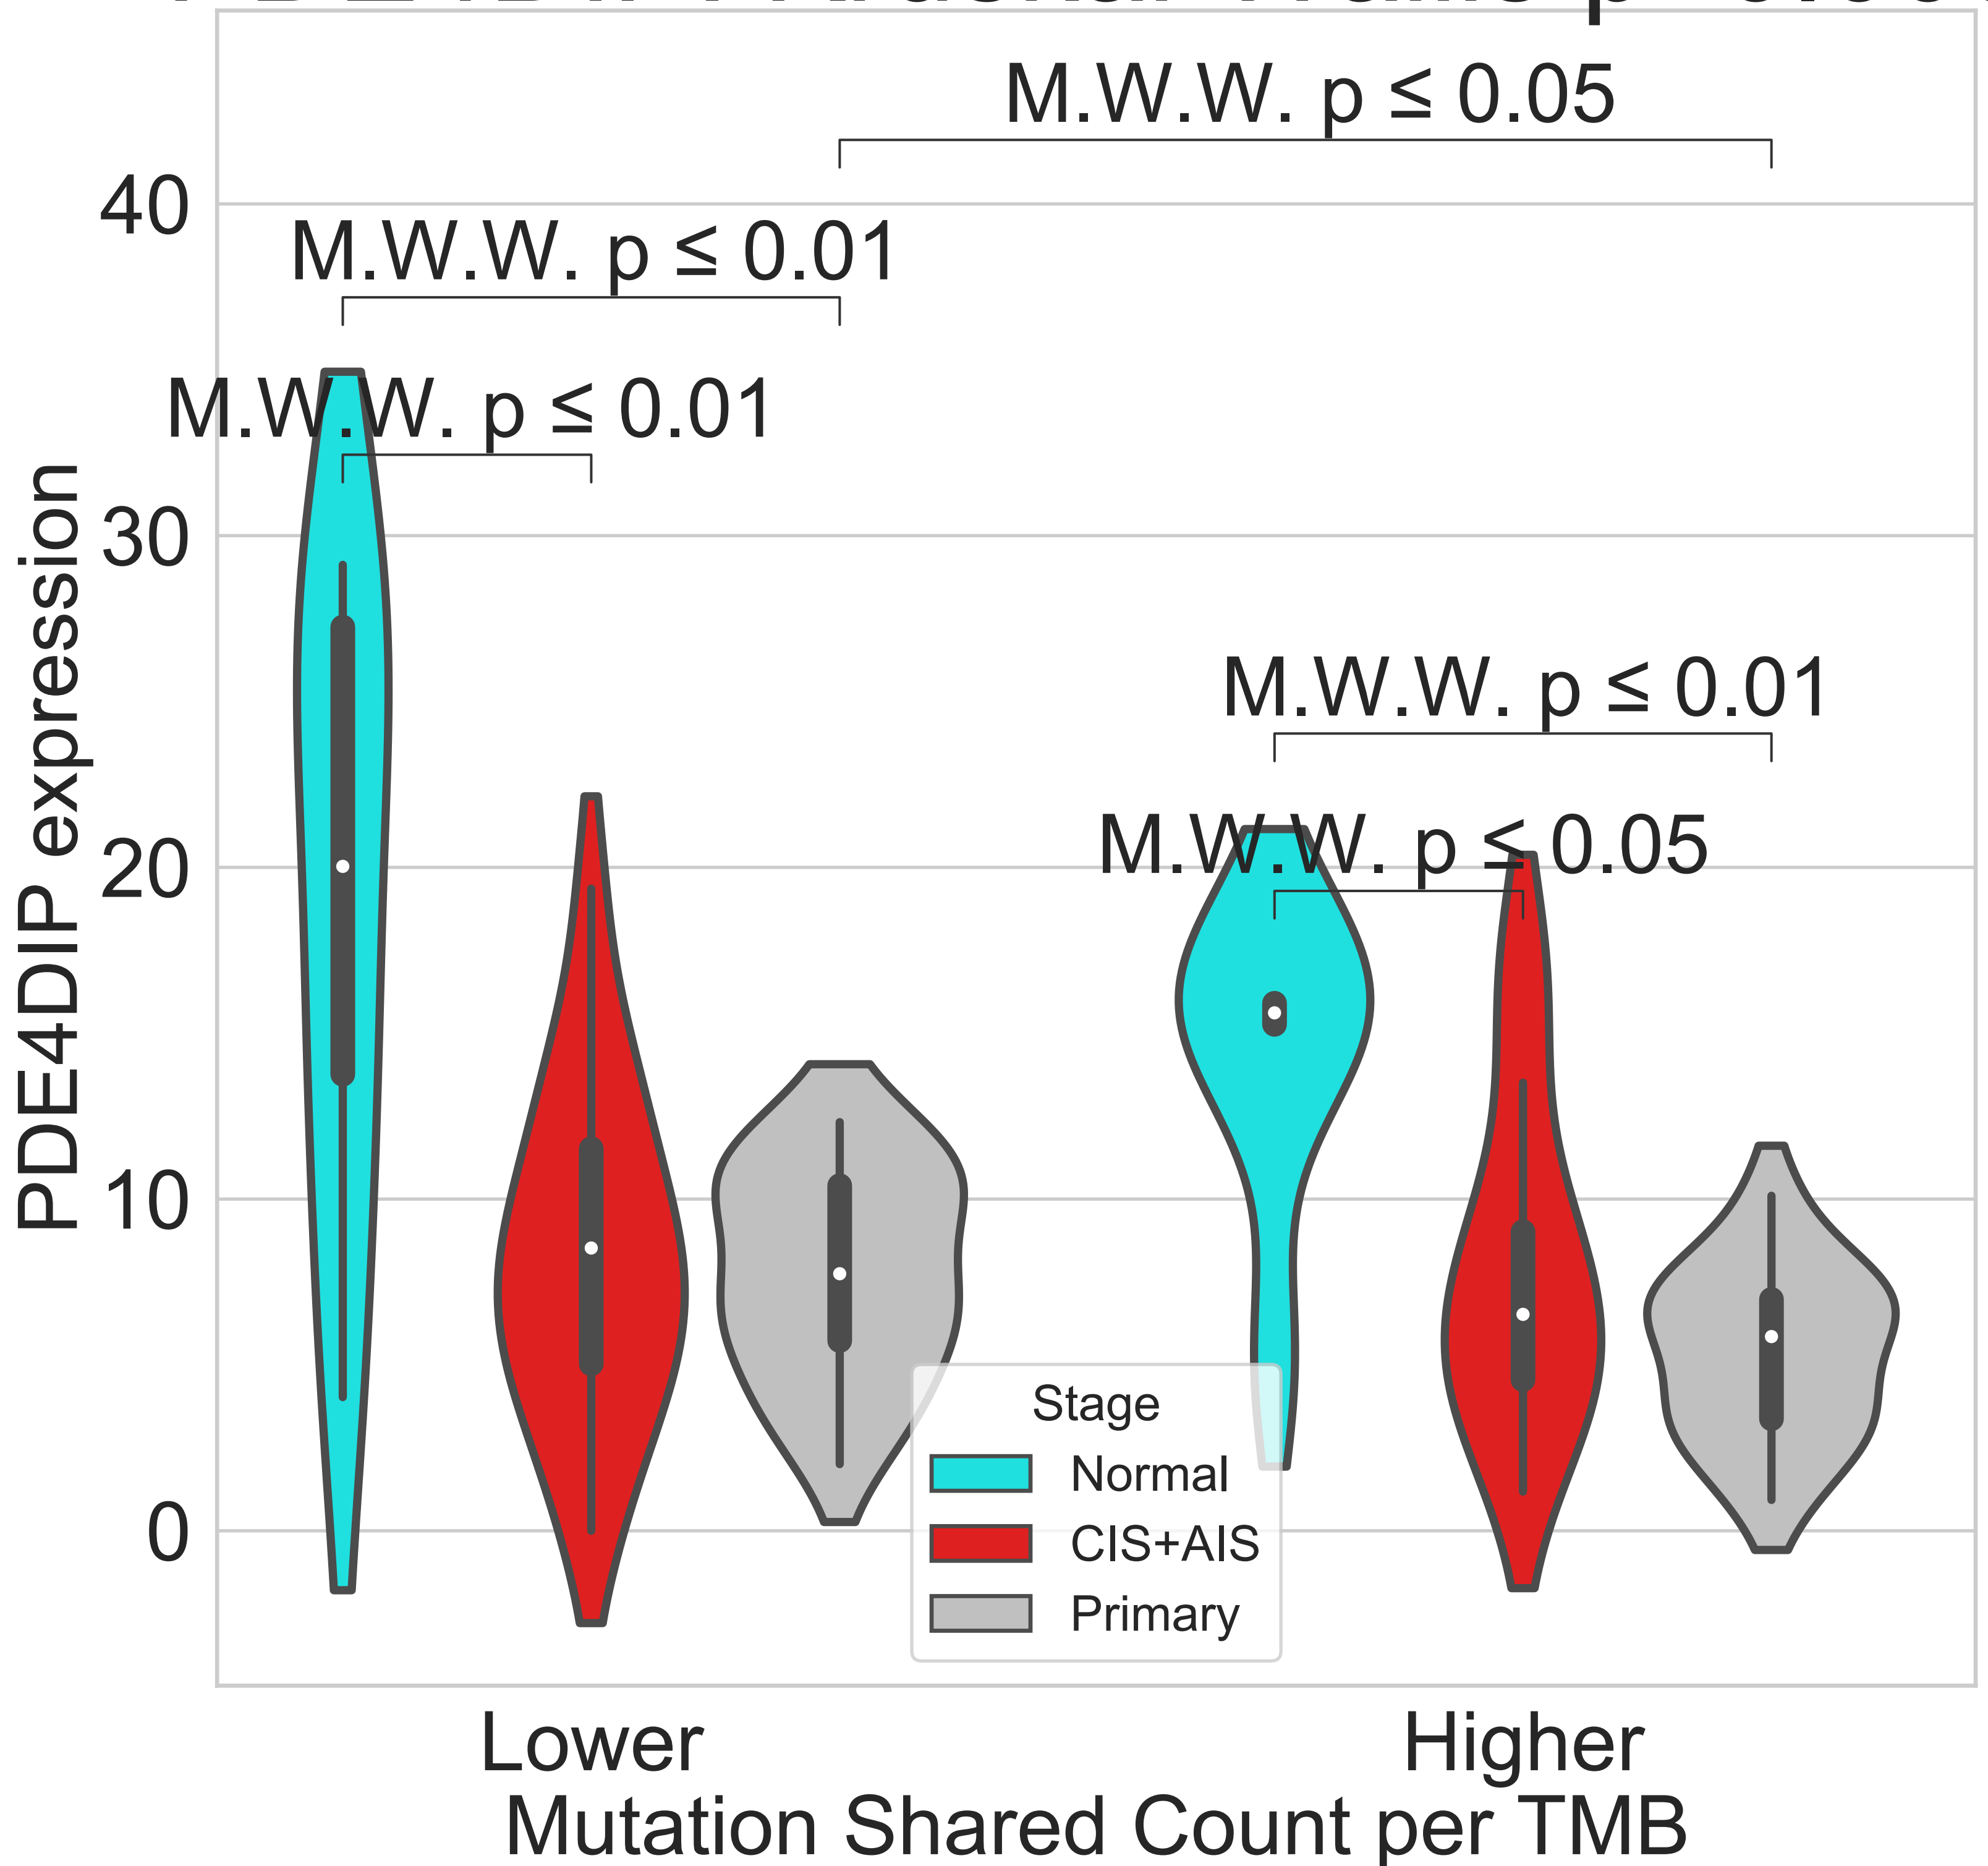 M.W.W. p ≤ 0.05
40
M.W.W. p ≤ 0.01
M.W.W. p ≤ 0.01
30
M.W.W. p ≤ 0.01
M.W.W. p ≤ 0.05
20
10
0
PDE4DIP expression
Stage
Normal
CIS+AIS
Primary
Lower
Higher
Mutation Shared Count per TMB